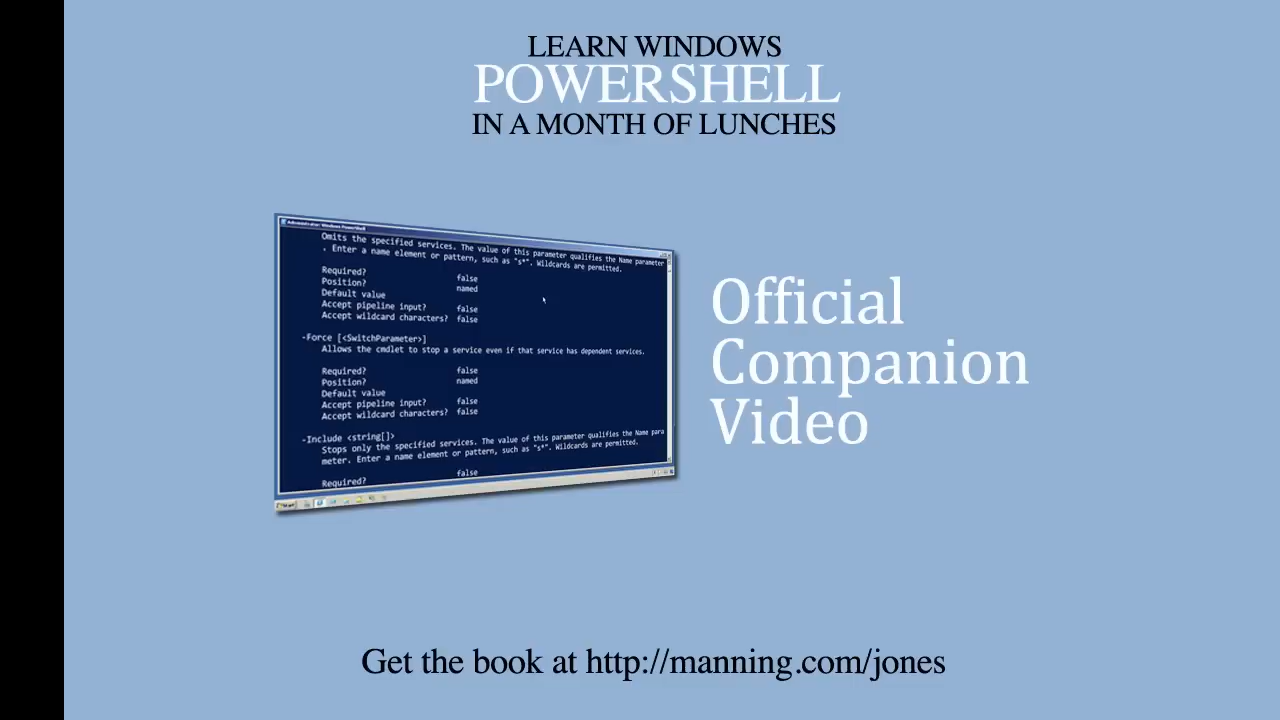 LEARN WINDOWS
POWERSHELL
IN A MONTH OF LUNCHES
Administrator: Windows PowerShell
Omits the specified services. The value of this parameter qualifies the Name parameter
. Enter a name element or pattern, such as "s*". Wildcards are permitted.
Required? false
Position? named
Default value
Accept pipeline input? false
Accept wildcard characters? false
-Force [<SwitchParameter>]
Allows the cmdlet to stop a service even if that service has dependent services.
Required? false
Position? named
Default value
Accept pipeline input? false
Accept wildcard characters? false
-Include <string[]>
Stops only the specified services. The value of this parameter qualifies the Name para
meter. Enter a name element or pattern, such as "s*". Wildcards are permitted.
Required? false
Official
Companion
Video
Get the book at http://manning.com/jones